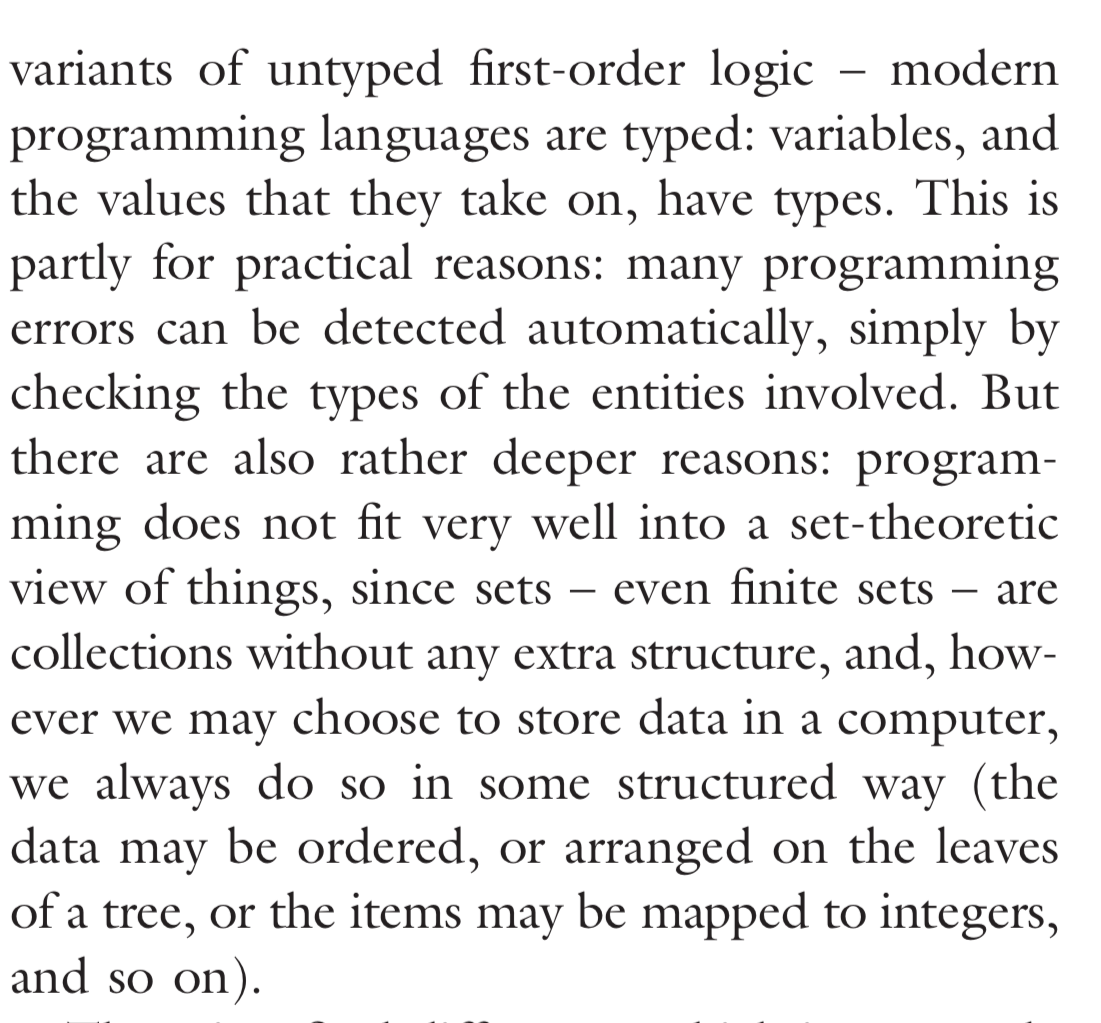 variants of untyped first-order logic – modern
programming languages are typed: variables, and
the values that they take on, have types. This is
partly for practical reasons: many programming
errors can be detected automatically, simply by
checking the types of the entities involved. But
there are also rather deeper reasons: program-
ming does not fit very well into a set-theoretic
view of things, since sets – even finite sets – are
collections without any extra structure, and, how-
ever we may choose to store data in a computer,
we always do so in some structured way (the
data may be ordered, or arranged on the leaves
of a tree, or the items may be mapped to integers,
and so on).